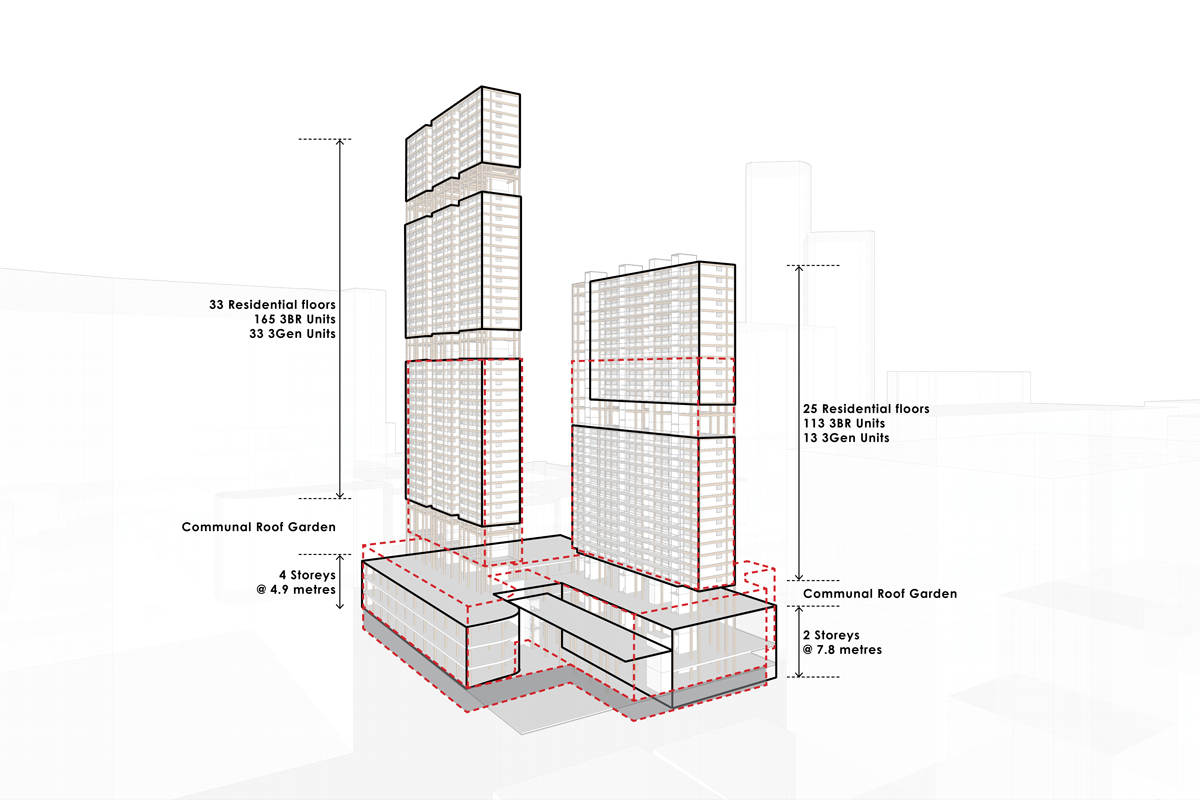 33 Residential floors
165 3BR Units
33 3Gen Units
Communal Roof Garden
4 Storeys
@ 4.9 metres
25 Residential floors
113 3BR Units
13 3Gen Units
Communal Roof Garden
2 Storeys
@ 7.8 metres